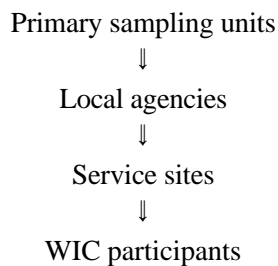 Primary sampling units
⇓
Local agencies
⇓
Service sites
⇓
WIC participants